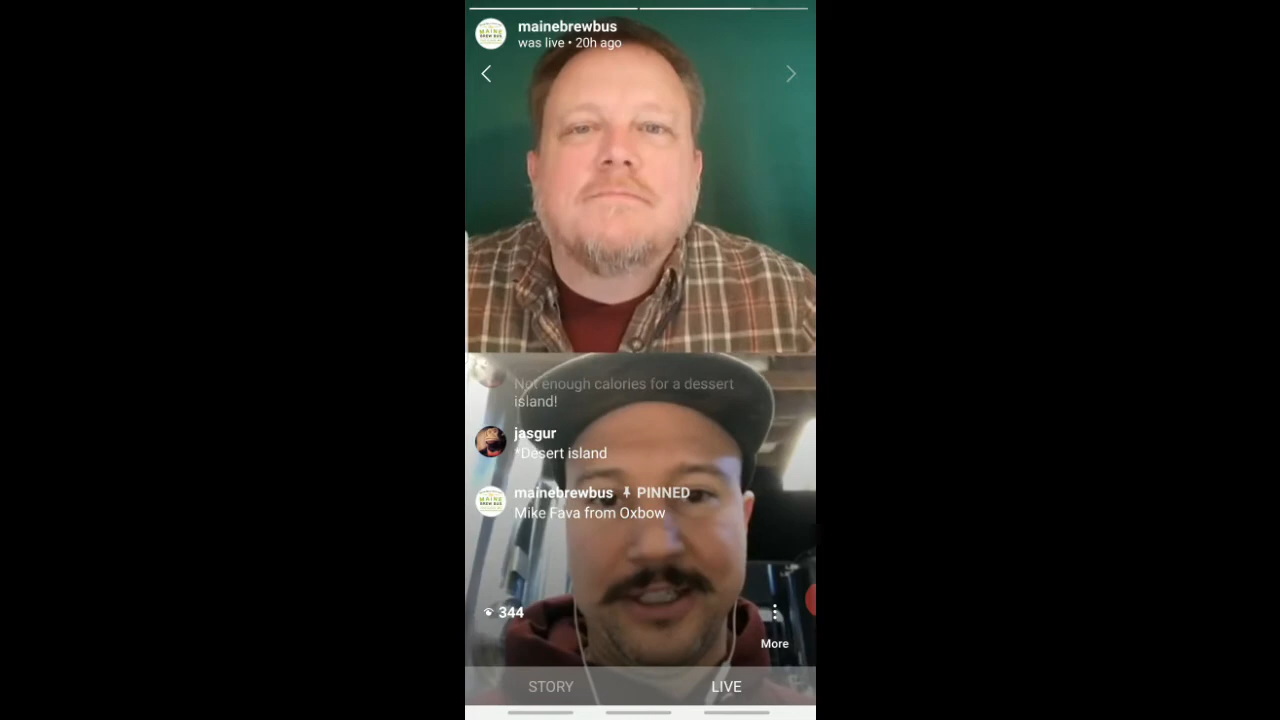 mainebrewbus
was live • 20h ago
Not enough calories for a dessert
island!
jasgur
*Desert island
mainebrewbus PINNED
Mike Fava from Oxbow
344
More
STORY LIVE